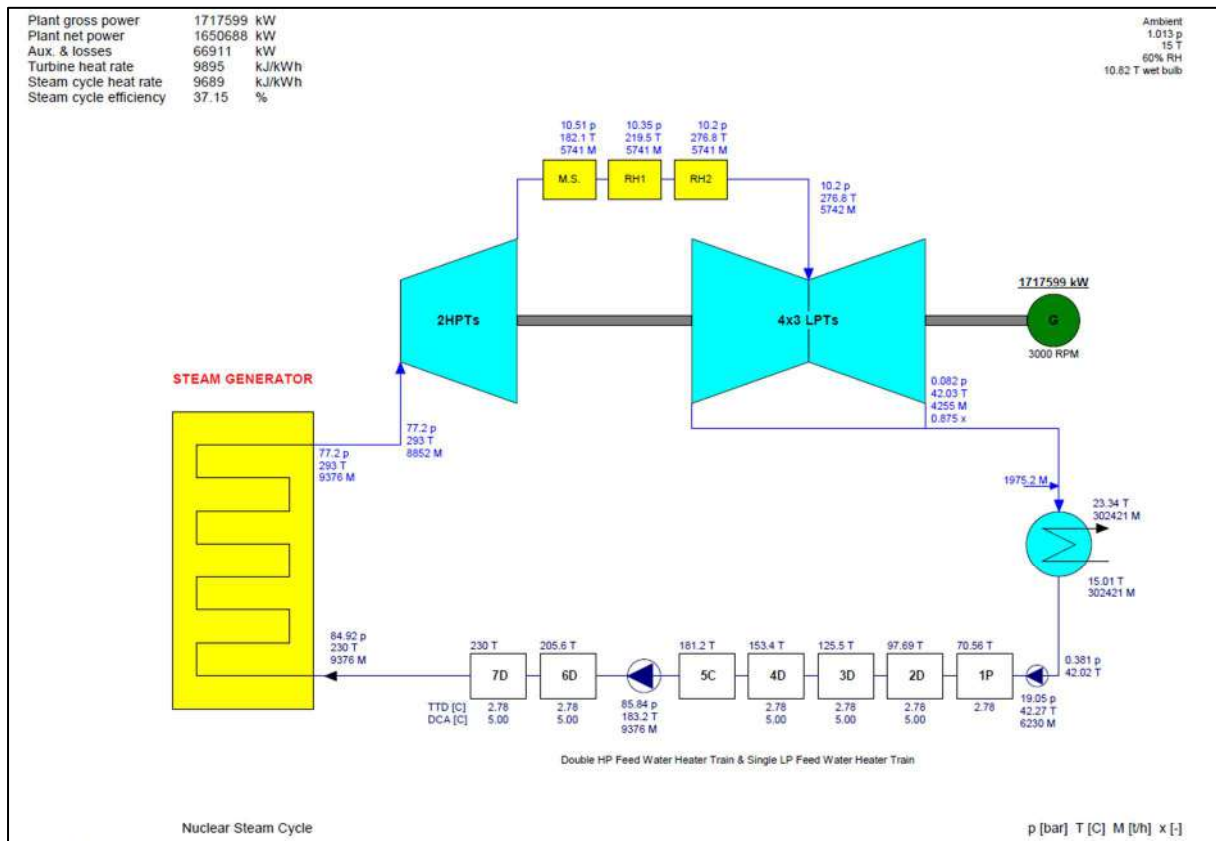 Plant gross power 1717599 kW
Plant net power 1650688 kW
Aux. & losses 66911 kW
Turbine heat rate 9895 kJ/kWh
Steam cycle heat rate 9689 kJ/kWh
Steam cycle efficiency 37.15 %
Ambient
1.013 p
15 T
60% RH
10.82 T wet bulb
10.51 p
182.1 T
5741 M
10.35 p
219.5 T
5741 M
10.2 p
276.8 T
5741 M
M.S.
RH1
RH2
10.2 p
276.8 T
5742 M
2HPTs
4x3 LPTs
1717599 kW
G
3000 RPM
STEAM GENERATOR
77.2 p
293 T
9376 M
77.2 p
293 T
8852 M
0.082 p
42.03 T
4255 M
0.875 x
1975.2 M
23.34 T
302421 M
15.01 T
302421 M
84.92 p
230 T
9376 M
230 T
205.6 T
181.2 T
153.4 T
125.5 T
97.69 T
70.56 T
7D
6D
5C
4D
3D
2D
1P
0.381 p
42.02 T
TTD [C] 2.78 2.78 2.78 2.78 2.78 2.78
DCA [C] 5.00 5.00 5.00 5.00 5.00
85.84 p
183.2 T
9376 M
19.05 p
42.27 T
6230 M
Double HP Feed Water Heater Train & Single LP Feed Water Heater Train
Nuclear Steam Cycle
p [bar] T [C] M [t/h] x [-]